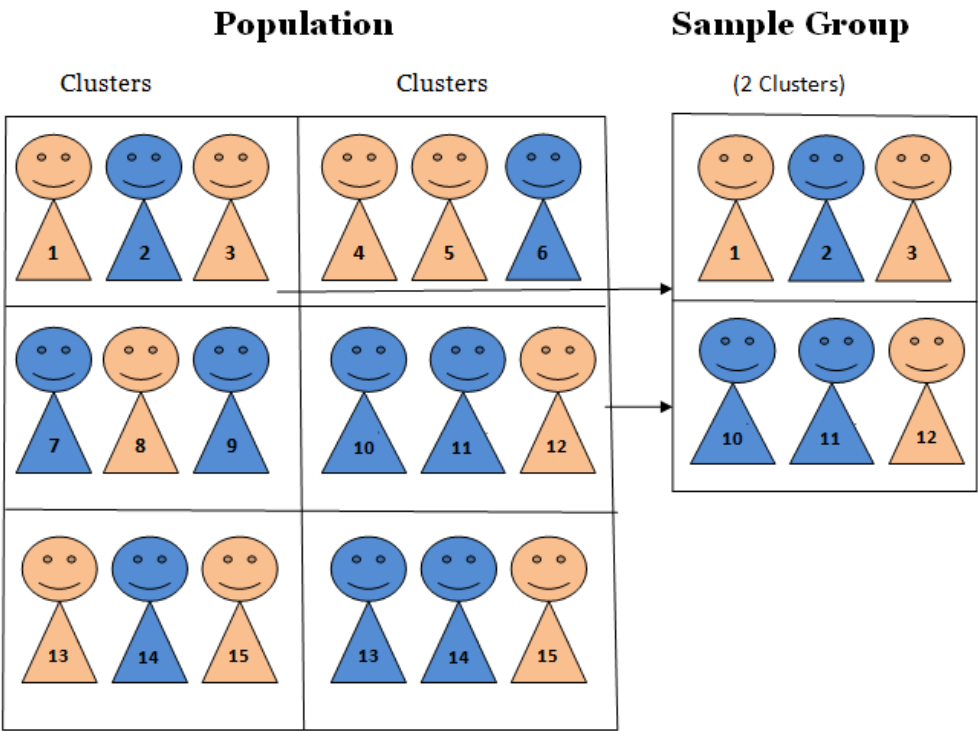 Population Sample Group
Clusters Clusters (2 Clusters)
1 2 3 4 5 6 1 2 3
7 8 9 10 11 12 10 11 12
13 14 15 13 14 15